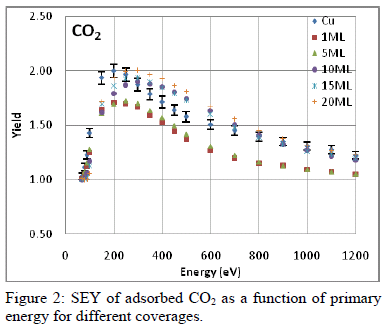 CO2
Cu
1ML
5ML
10ML
15ML
20ML
Yield
2.50
2.00
1.50
1.00
0.50
0 200 400 600 800 1000 1200
Energy (eV)
Figure 2: SEY of adsorbed CO2 as a function of primary
energy for different coverages.